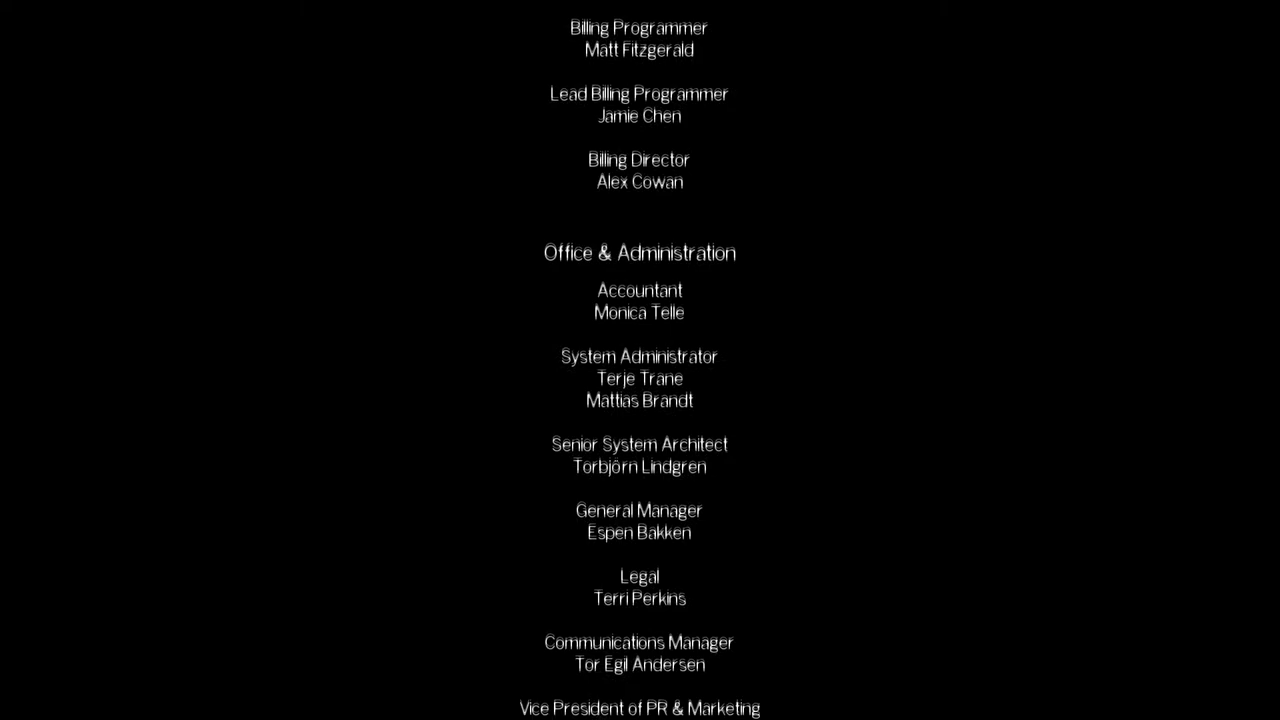 Billing Programmer
Matt Fitzgerald
Lead Billing Programmer
Jamie Chen
Billing Director
Alex Cowan
Office & Administration
Accountant
Monica Telle
System Administrator
Terje Trane
Mattias Brandt
Senior System Architect
Torbjörn Lindgren
General Manager
Espen Bakken
Legal
Terri Perkins
Communications Manager
Tor Egil Andersen
Vice President of PR & Marketing